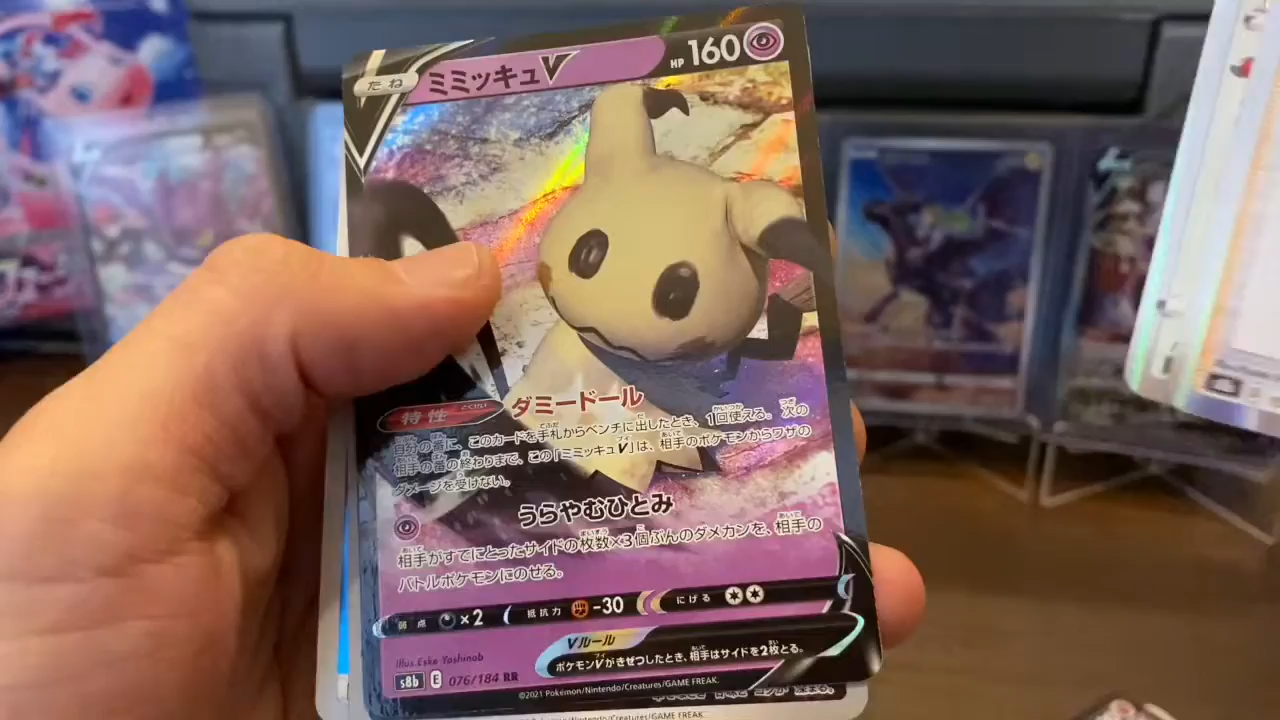 たね ミミッキュV HP 160
特性 とくせい ダミードール
自分の番に、このカードを手札からベンチに出したとき、1回使える。次の
相手の番の終わりまで、この「ミミッキュV」は、相手のポケモンからワザの
ダメージを受けない。
うらやむひとみ
相手がすでにとったサイドの枚数×3個ぶんのダメカンを、相手の
バトルポケモンにのせる。
弱点 ×2 抵抗力 -30 にげる
Vルール
ポケモンVがきぜつしたとき、相手はサイドを2枚とる。
Illus.Eske Yoshinob
s8b E 076/184 RR
©2021 Pokémon/Nintendo/Creatures/GAME FREAK.
/Nintendo/Creatures/GAME FREAK